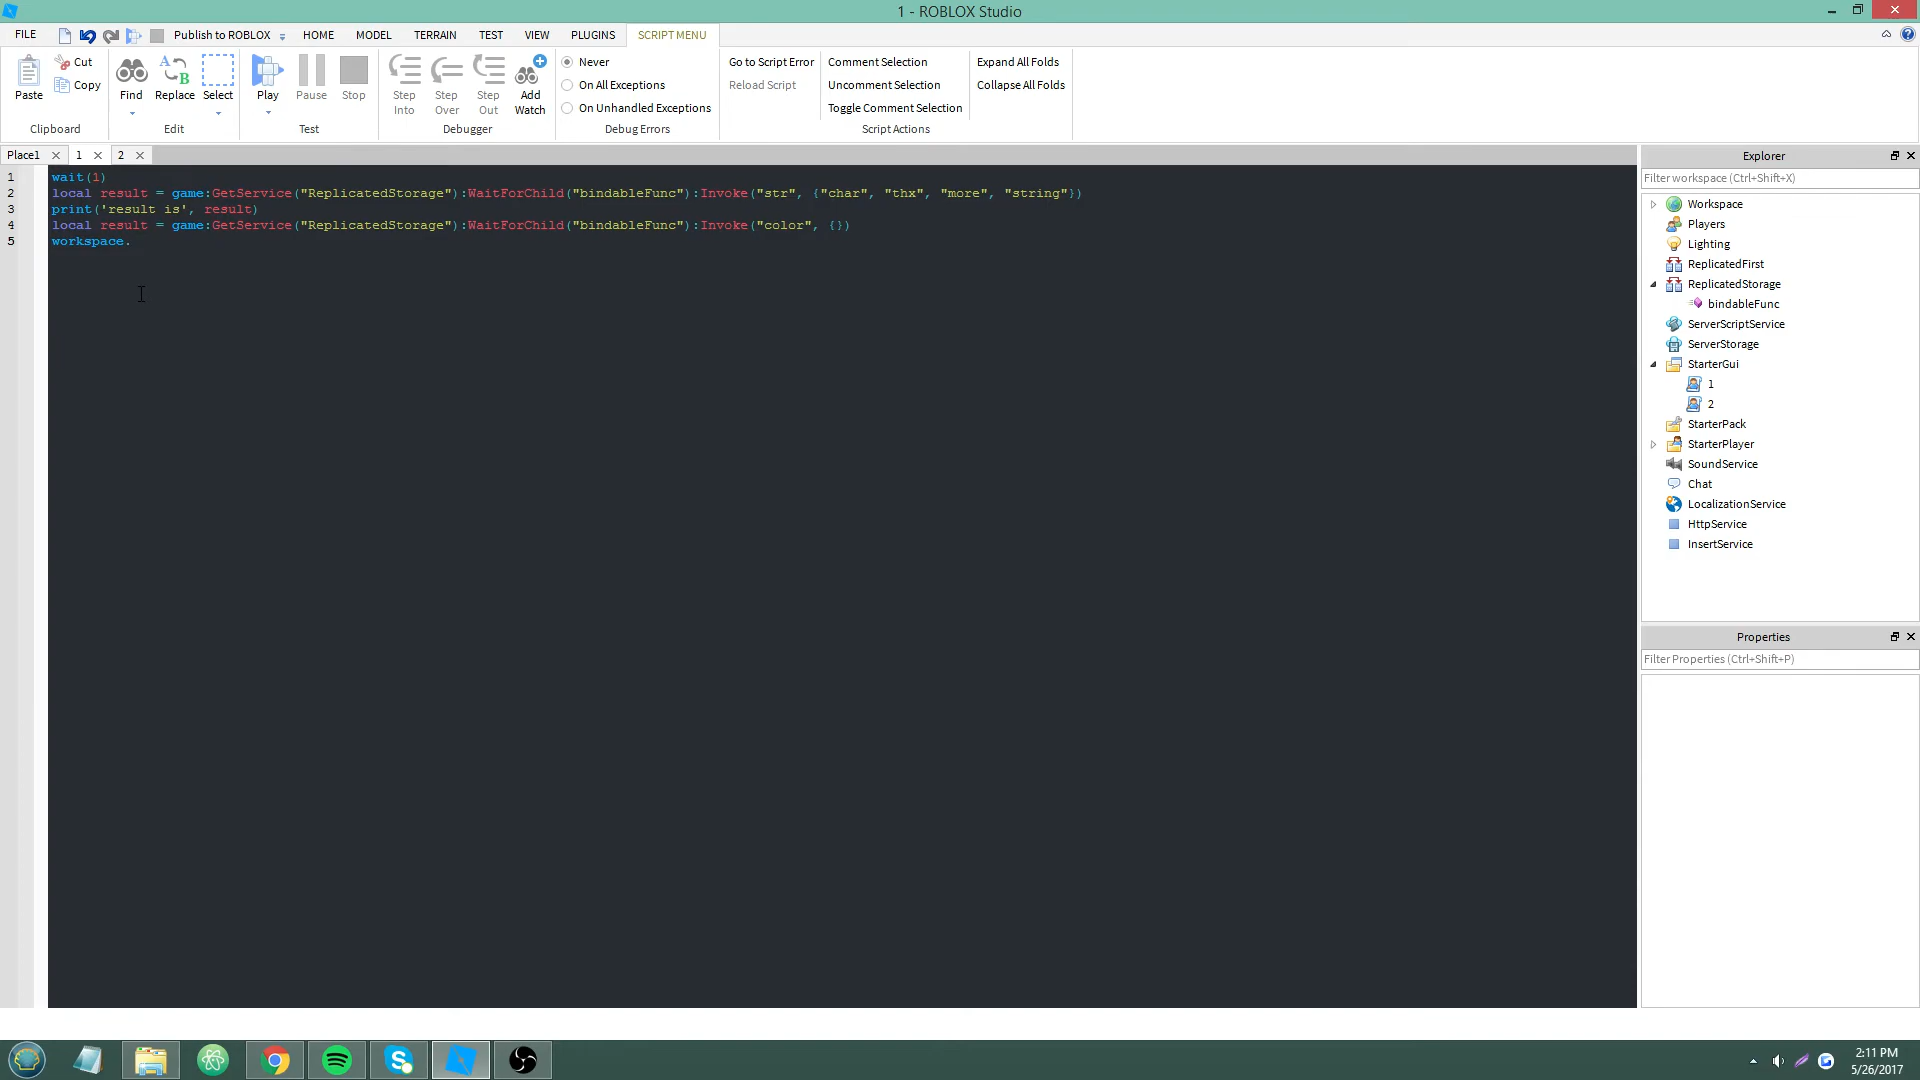 1 - ROBLOX Studio
FILE Publish to ROBLOX HOME MODEL TERRAIN TEST VIEW PLUGINS SCRIPT MENU
Paste Cut Copy
Clipboard
Find Replace Select
Edit
Play Pause Stop
Test
Step Into Step Over Step Out Add Watch
Debugger
Never
On All Exceptions
On Unhandled Exceptions
Debug Errors
Go to Script Error
Reload Script
Comment Selection
Uncomment Selection
Toggle Comment Selection
Expand All Folds
Collapse All Folds
Script Actions
Place1 1 2
1 wait(1)
2 local result = game:GetService("ReplicatedStorage"):WaitForChild("bindableFunc"):Invoke("str", {"char", "thx", "more", "string"})
3 print('result is', result)
4 local result = game:GetService("ReplicatedStorage"):WaitForChild("bindableFunc"):Invoke("color", {})
5 workspace.
Explorer
Filter workspace (Ctrl+Shift+X)
Workspace
Players
Lighting
ReplicatedFirst
ReplicatedStorage
bindableFunc
ServerScriptService
ServerStorage
StarterGui
1
2
StarterPack
StarterPlayer
SoundService
Chat
LocalizationService
HttpService
InsertService
Properties
Filter Properties (Ctrl+Shift+P)
2:11 PM
5/26/2017